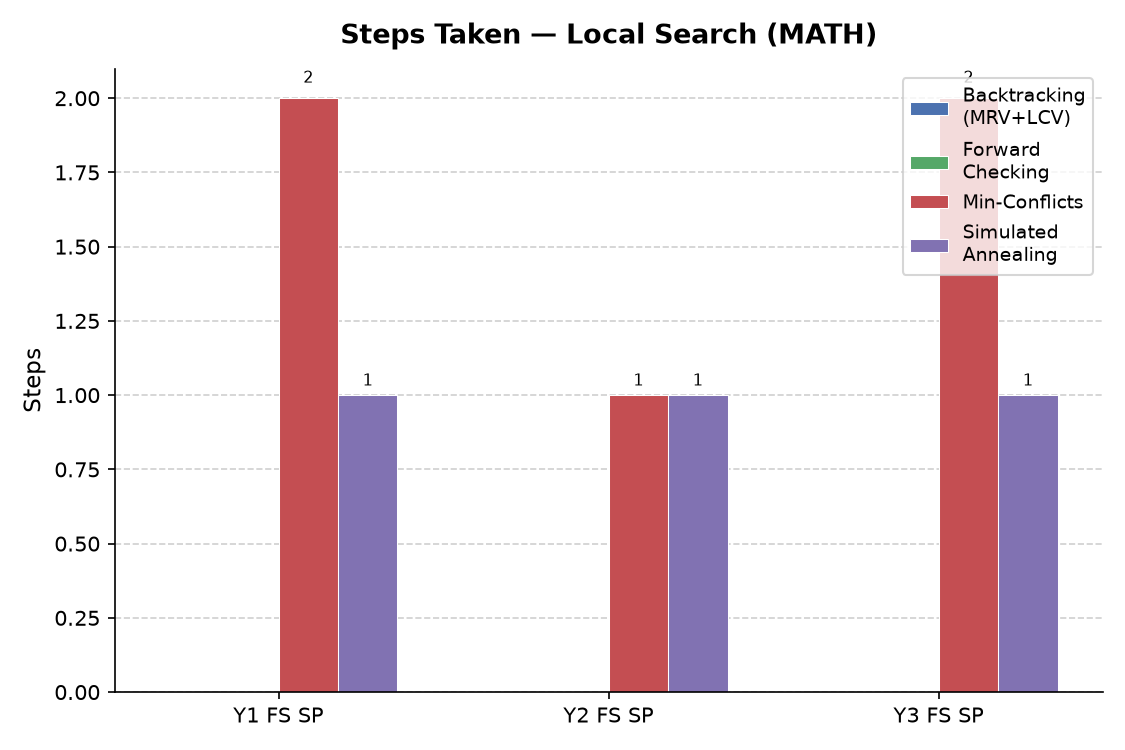 Steps Taken — Local Search (MATH)
2
2
Backtracking
(MRV+LCV)
Forward
Checking
Min-Conflicts
Simulated
Annealing
2.00
1.75
1.50
1.25
1.00
0.75
0.50
0.25
0.00
Steps
1
1
1
1
Y1 FS SP
Y2 FS SP
Y3 FS SP